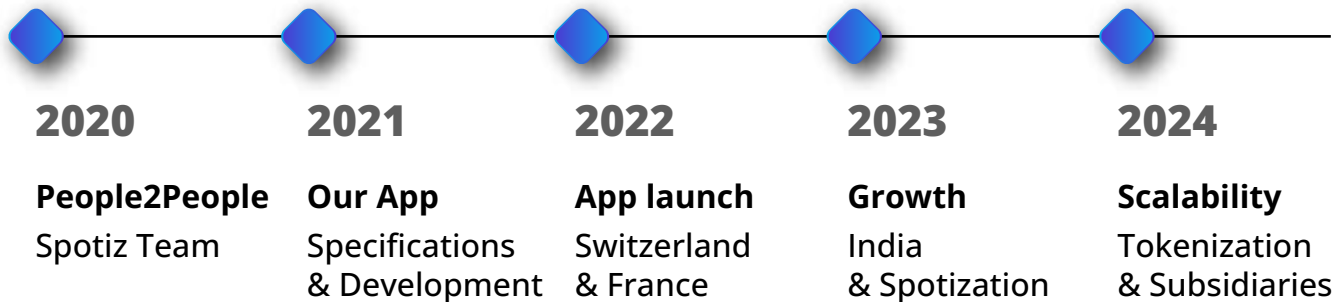 2020
People2People
Spotiz Team
2021
Our App
Specifications
& Development
2022
App launch
Switzerland
& France
2023
Growth
India
& Spotization
2024
Scalability
Tokenization
& Subsidiaries